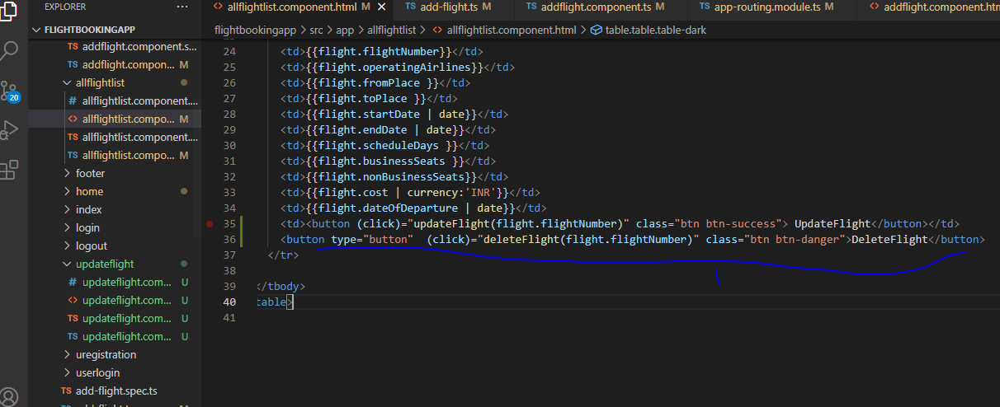 EXPLORER ...
allflightlist.component.html M
add-flight.ts M
addflight.component.ts M
app-routing.module.ts M
addflight.component.htm
FLIGHTBOOKINGAPP
flightbookingapp > src > app > allflightlist > allflightlist.component.html > table.table.table-dark
TS addflight.component.s...
TS addflight.compon... M
allflightlist
# allflightlist.component....
<> allflightlist.compo... M
TS allflightlist.component....
TS allflightlist.compo... M
footer
home
index
login
logout
updateflight
# updateflight.com... U
<> updateflight.com... U
TS updateflight.com... U
TS updateflight.com... U
uregistration
userlogin
TS add-flight.spec.ts
20
24 <td>{{flight.flightNumber}}</td>
25 <td>{{flight.operatingAirlines}}</td>
26 <td>{{flight.fromPlace }}</td>
27 <td>{{flight.toPlace }}</td>
28 <td>{{flight.startDate | date}}</td>
29 <td>{{flight.endDate | date}}</td>
30 <td>{{flight.scheduleDays }}</td>
31 <td>{{flight.businessSeats }}</td>
32 <td>{{flight.nonBusinessSeats}}</td>
33 <td>{{flight.cost | currency:'INR'}}</td>
34 <td>{{flight.dateOfDeparture | date}}</td>
35 <td><button (click)="updateFlight(flight.flightNumber)" class="btn btn-success"> UpdateFlight</button></td>
36 <button type="button"  (click)="deleteFlight(flight.flightNumber)" class="btn btn-danger">DeleteFlight</button>
37 </tr>
38
39 </tbody>
40 table>
41